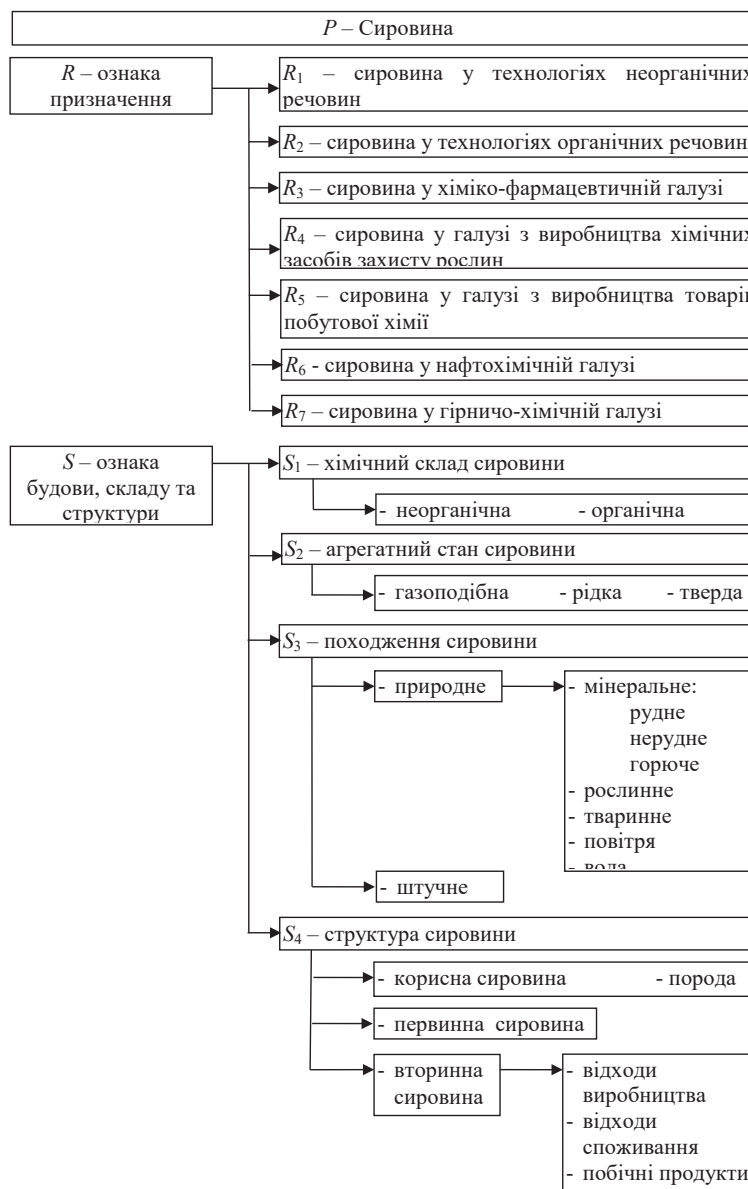 P – Сировина
R – ознака
призначення
R1 – сировина у технологіях неорганічних
речовин
R2 – сировина у технологіях органічних речовин
R3 – сировина у хіміко-фармацевтичній галузі
R4 – сировина у галузі з виробництва хімічних
засобів захисту рослин
R5 – сировина у галузі з виробництва товарів
побутової хімії
R6 - сировина у нафтохімічній галузі
R7 – сировина у гірничо-хімічній галузі
S – ознака
будови, складу та
структури
S1 – хімічний склад сировини
- неорганічна - органічна
S2 – агрегатний стан сировини
- газоподібна - рідка - тверда
S3 – походження сировини
- природне
- мінеральне:
рудне
нерудне
горюче
- рослинне
- тваринне
- повітря
- вода
- штучне
S4 – структура сировини
- корисна сировина - порода
- первинна сировина
- вторинна
сировина
- відходи
виробництва
- відходи
споживання
- побічні продукти